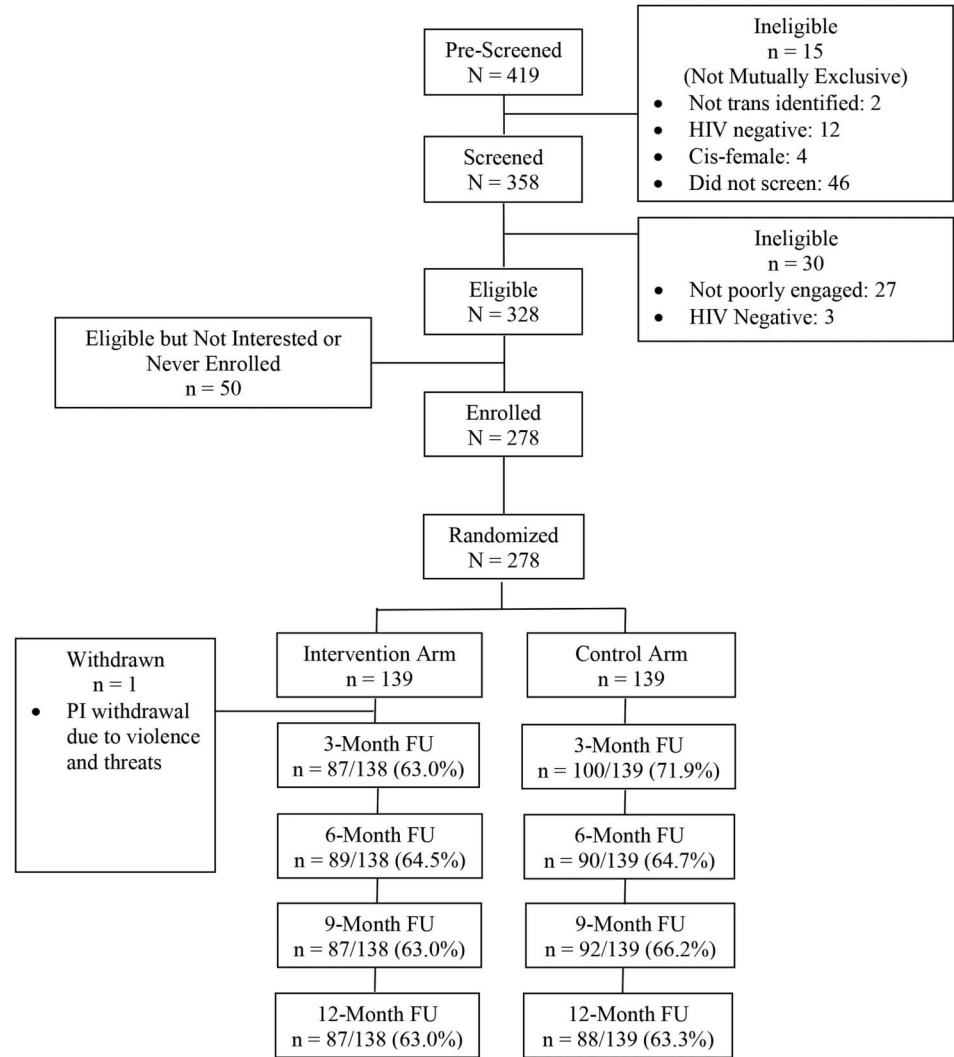 Pre-Screened
N = 419
Ineligible
n = 15
(Not Mutually Exclusive)
• Not trans identified: 2
• HIV negative: 12
• Cis-female: 4
• Did not screen: 46
Screened
N = 358
Ineligible
n = 30
• Not poorly engaged: 27
• HIV Negative: 3
Eligible
N = 328
Eligible but Not Interested or
Never Enrolled
n = 50
Enrolled
N = 278
Randomized
N = 278
Intervention Arm
n = 139
Control Arm
n = 139
Withdrawn
n = 1
• PI withdrawal
due to violence
and threats
3-Month FU
n = 87/138 (63.0%)
3-Month FU
n = 100/139 (71.9%)
6-Month FU
n = 89/138 (64.5%)
6-Month FU
n = 90/139 (64.7%)
9-Month FU
n = 87/138 (63.0%)
9-Month FU
n = 92/139 (66.2%)
12-Month FU
n = 87/138 (63.0%)
12-Month FU
n = 88/139 (63.3%)